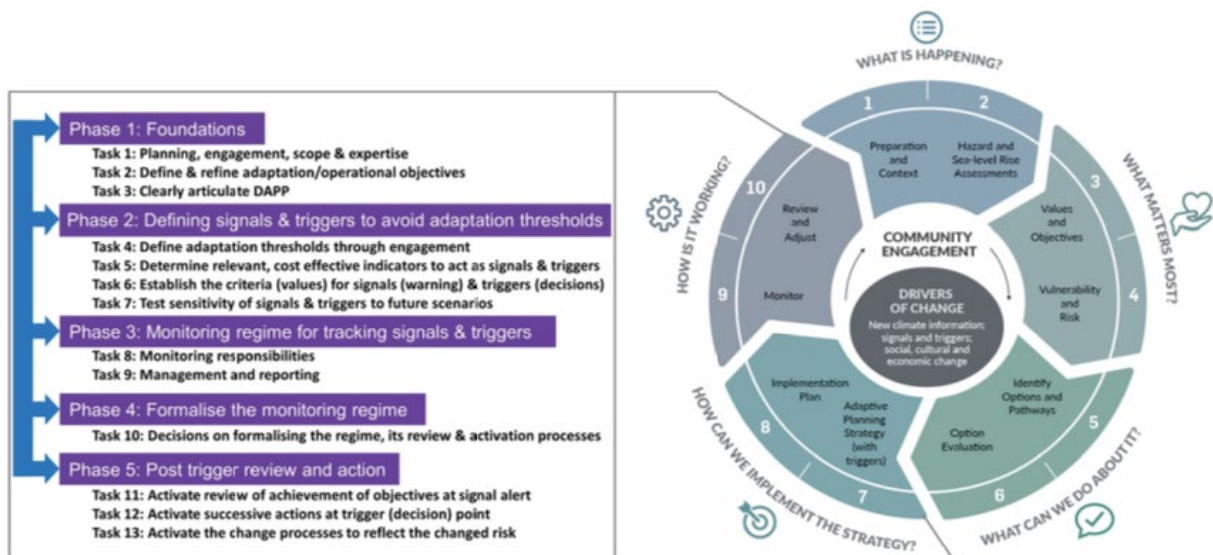 Phase 1: Foundations
Task 1: Planning, engagement, scope & expertise
Task 2: Define & refine adaptation/operational objectives
Task 3: Clearly articulate DAPP
Phase 2: Defining signals & triggers to avoid adaptation thresholds
Task 4: Define adaptation thresholds through engagement
Task 5: Determine relevant, cost effective indicators to act as signals & triggers
Task 6: Establish the criteria (values) for signals (warning) & triggers (decisions)
Task 7: Test sensitivity of signals & triggers to future scenarios
Phase 3: Monitoring regime for tracking signals & triggers
Task 8: Monitoring responsibilities
Task 9: Management and reporting
Phase 4: Formalise the monitoring regime
Task 10: Decisions on formalising the regime, its review & activation processes
Phase 5: Post trigger review and action
Task 11: Activate review of achievement of objectives at signal alert
Task 12: Activate successive actions at trigger (decision) point
Task 13: Activate the change processes to reflect the changed risk
WHAT IS HAPPENING?
1
Preparation
and
Context
2
Hazard and
Sea-level Rise
Assessments
WHAT MATTERS MOST?
3
Values
and
Objectives
4
Vulnerability
and
Risk
WHAT CAN WE DO ABOUT IT?
5
Identify
Options and
Pathways
6
Option
Evaluation
HOW CAN WE IMPLEMENT THE STRATEGY?
7
Adaptive
Planning
Strategy
(with
triggers)
8
Implementation
Plan
HOW IS IT WORKING?
9
Monitor
10
Review
and
Adjust
COMMUNITY
ENGAGEMENT
DRIVERS
OF CHANGE
New climate information;
signals and triggers;
social, cultural and
economic change